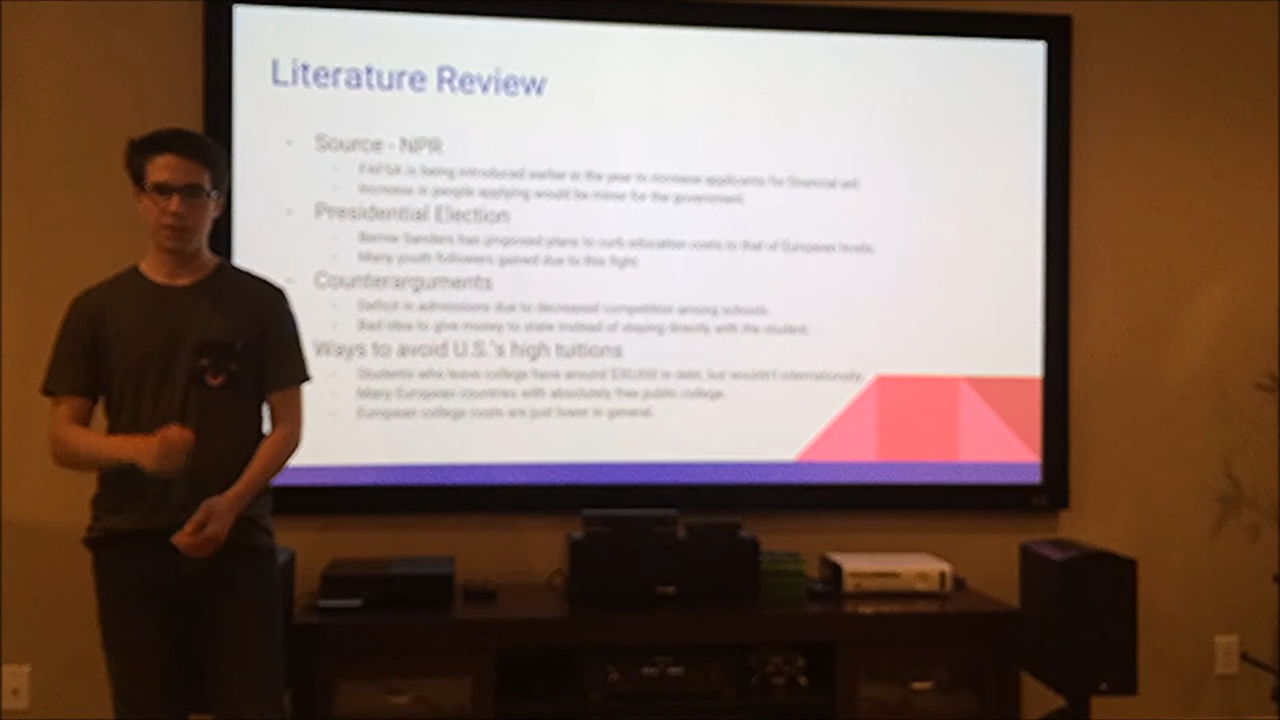 Literature Review
- Source - NPR
- FAFSA is being introduced earlier in the year to increase applicants for financial aid.
- Increase in people applying would be minor for the government.
- Presidential Election
- Bernie Sanders has proposed plans to curb education costs to that of European levels.
- Many youth followers gained due to this fight.
- Counterarguments
- Deficit in admissions due to decreased competition among schools.
- Bad idea to give money to state instead of staying directly with the student.
Ways to avoid U.S.'s high tuitions
- Students who leave college have around in debt, but wouldn't internationally.
- Many European countries with absolutely free public college.
- European college costs are just lower in general.